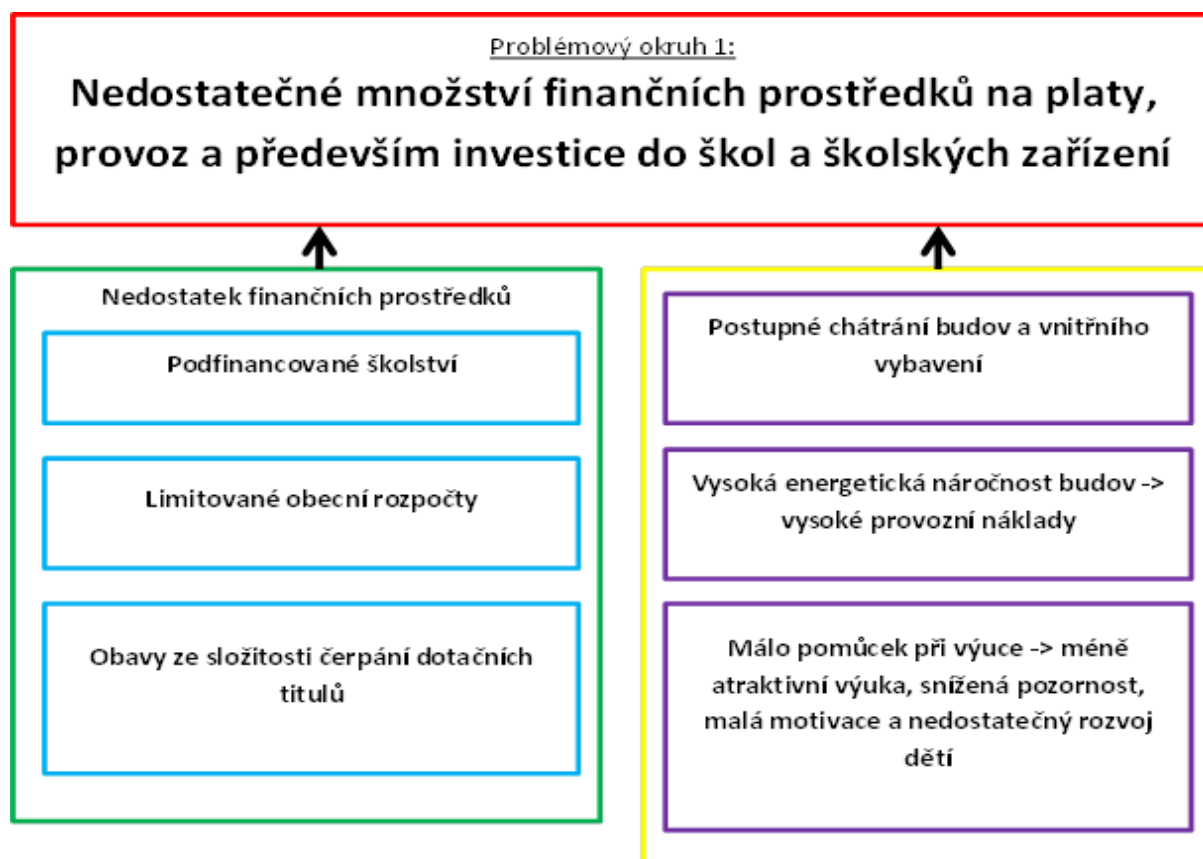 Problémový okruh 1:
Nedostatečné množství finančních prostředků na platy,
provoz a především investice do škol a školských zařízení
Nedostatek finančních prostředků
Podfinancované školství
Limitované obecní rozpočty
Obavy ze složitosti čerpání dotačních
titulů
Postupné chátrání budov a vnitřního
vybavení
Vysoká energetická náročnost budov ->
vysoké provozní náklady
Málo pomůcek při výuce -> méně
atraktivní výuka, snížená pozornost,
malá motivace a nedostatečný rozvoj
dětí